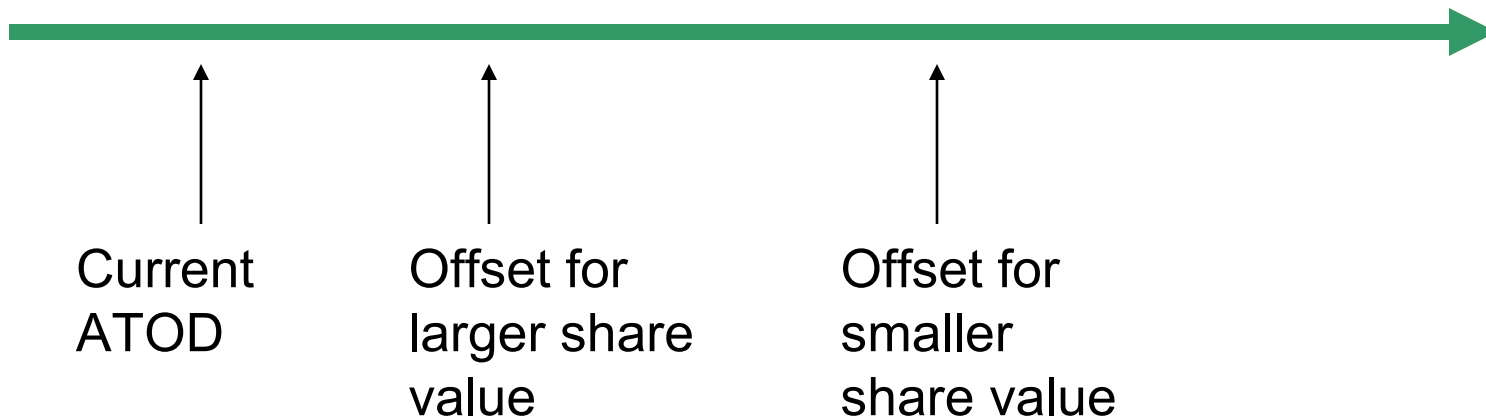 Current
ATOD
Offset for
larger share
value
Offset for
smaller
share value